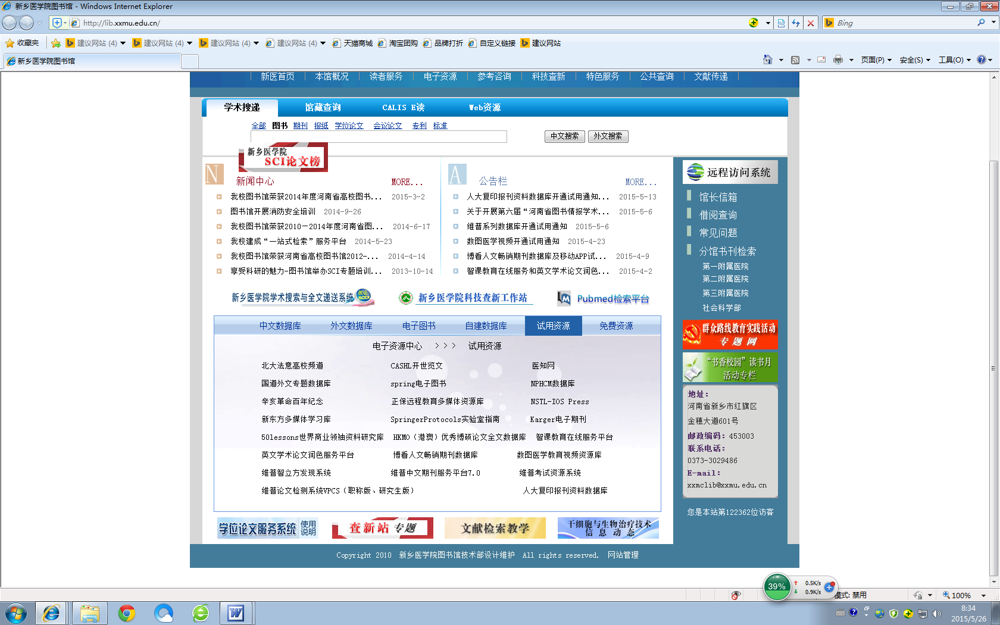 新乡医学院图书馆 - Windows Internet Explorer
http://lib.xxmu.edu.cn/
Bing
收藏夹
建议网站 (4)
建议网站 (4)
建议网站 (4)
建议网站 (4)
天猫商城
淘宝团购
品牌打折
自定义链接
建议网站
新乡医学院图书馆
页面(P)
安全(S)
工具(O)
新医首页 | 本馆概况 | 读者服务 | 电子资源 | 参考咨询 | 科技查新 | 特色服务 | 公共查询 | 文献传递 |
学术搜递
馆藏查询
CALIS E读
Web资源
全部 图书 期刊 报纸 学位论文 会议论文 专利 标准
中文搜索
外文搜索
新乡医学院
SCI论文榜
N
新闻中心
MORE...
我校图书馆荣获2014年度河南省高校图书... 2015-3-2
图书馆开展消防安全培训 2014-9-26
我校图书馆荣获2010－2014年度河南省图... 2014-6-17
我校建成“一站式检索”服务平台 2014-5-23
我校图书馆荣获河南省高校图书馆2012-... 2014-4-14
享受科研的魅力-图书馆举办SCI专题培训... 2013-10-14
A
公告栏
MORE...
人大复印报刊资料数据库开通试用通知... 2015-5-13
关于开展第六届“河南省图书情报学术... 2015-5-6
维普系列数据库开通试用通知 2015-5-6
数图医学视频开通试用通知 2015-4-23
博看人文畅销期刊数据库及移动APP试... 2015-4-9
智课教育在线服务和英文学术论文润色... 2015-4-2
新乡医学院学术搜索与全文递送系统
新乡医学院科技查新工作站
Pubmed检索平台
中文数据库
外文数据库
电子图书
自建数据库
试用资源
免费资源
电子资源中心 >>> 试用资源
北大法意高校频道
CASHL开世览文
医知网
国道外文专题数据库
spring电子图书
NPHCM数据库
辛亥革命百年纪念
正保远程教育多媒体资源库
NSTL-IOS Press
新东方多媒体学习库
SpringerProtocols实验室指南
Karger电子期刊
50lessons世界商业领袖资料研究库
HKMO（港澳）优秀博硕论文全文数据库
智课教育在线服务平台
英文学术论文润色服务平台
博看人文畅销期刊数据库
数图医学教育视频资源库
维普智立方发现系统
维普中文期刊服务平台7.0
维普考试资源系统
维普论文检测系统VPCS（职称版、研究生版）
人大复印报刊资料数据库
学位论文服务系统 使用说明
查新站 专题
文献检索教学
干细胞与生物治疗技术
信息动态
远程访问系统
馆长信箱
借阅查询
常见问题
分馆书刊检索
第一附属医院
第二附属医院
第三附属医院
社会科学部
群众路线教育实践活动
专题网
“书香校园”读书月
活动专栏
地址：
河南省新乡市红旗区
金穗大道601号
邮政编码：453003
联系电话：
0373-3029486
E-mail：
xxmclib@xxmu.edu.cn
您是本站第122362位访客
Copyright 2010 新乡医学院图书馆技术部设计维护 All rights reserved. 网站管理
39%
0.5K/s
0.9K/s
模式: 禁用
100%
8:34
2015/5/26